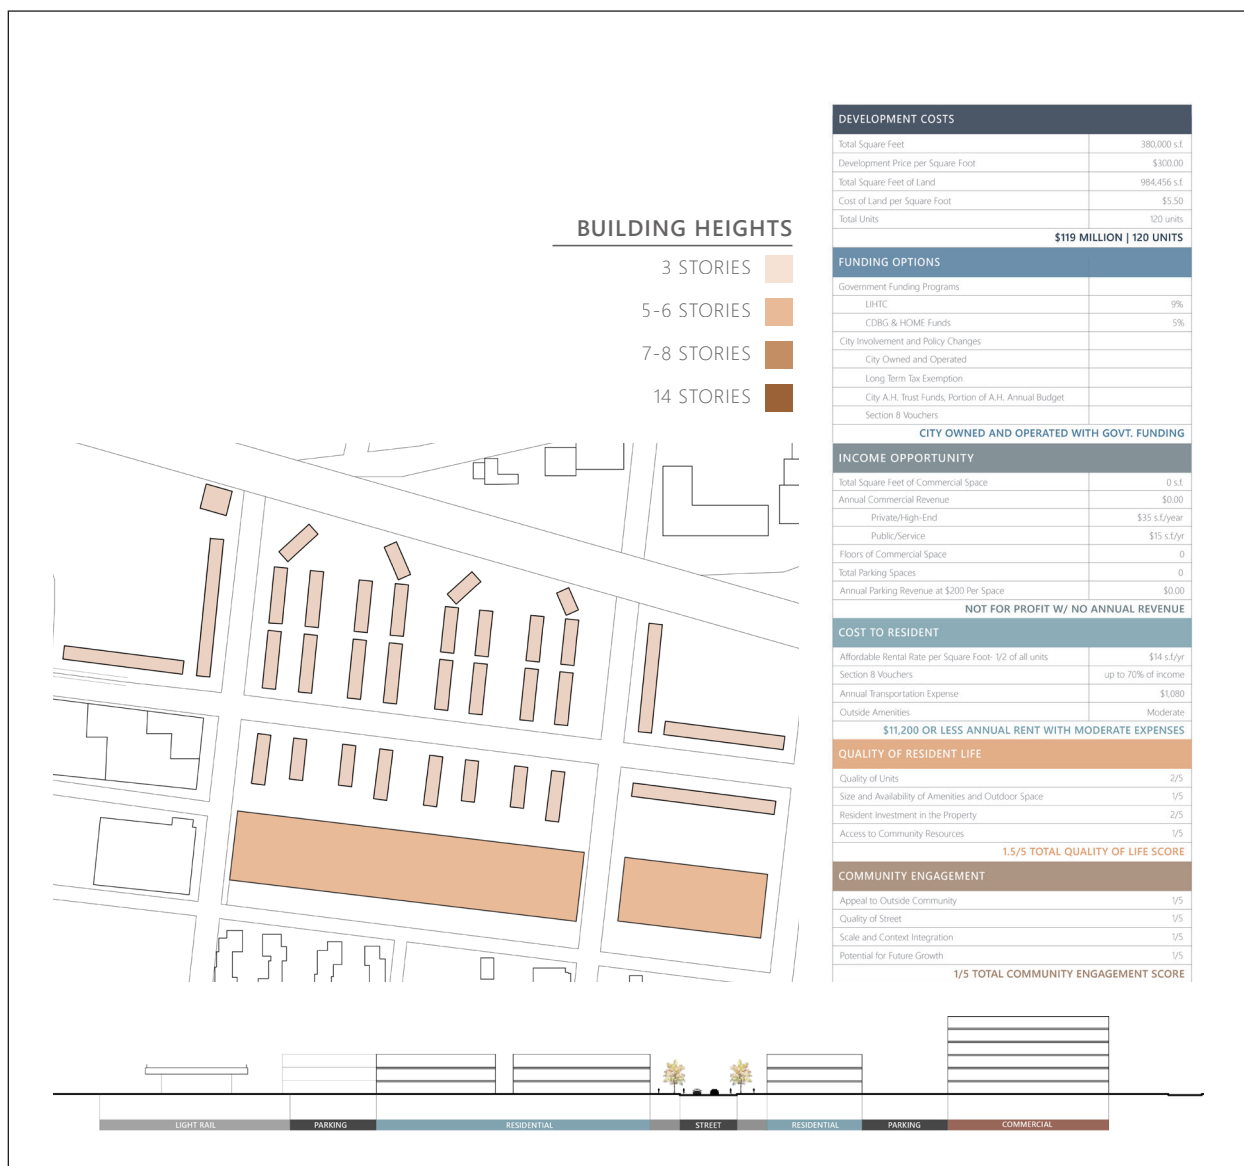 BUILDING HEIGHTS
3 STORIES
5-6 STORIES
7-8 STORIES
14 STORIES
DEVELOPMENT COSTS
Total Square Feet 380,000 s.f.
Development Price per Square Foot $300.00
Total Square Feet of Land 984,456 s.f.
Cost of Land per Square Foot $5.50
Total Units 120 units
$119 MILLION | 120 UNITS
FUNDING OPTIONS
Government Funding Programs
LIHTC 9%
CDBG & HOME Funds 5%
City Involvement and Policy Changes
City Owned and Operated
Long Term Tax Exemption
City A.H. Trust Funds, Portion of A.H. Annual Budget
Section 8 Vouchers
CITY OWNED AND OPERATED WITH GOVT. FUNDING
INCOME OPPORTUNITY
Total Square Feet of Commercial Space 0 s.f.
Annual Commercial Revenue $0.00
Private/High-End $35 s.f./year
Public/Service $15 s.f./yr
Floors of Commercial Space 0
Total Parking Spaces 0
Annual Parking Revenue at $200 Per Space $0.00
NOT FOR PROFIT W/ NO ANNUAL REVENUE
COST TO RESIDENT
Affordable Rental Rate per Square Foot- 1/2 of all units $14 s.f./yr
Section 8 Vouchers up to 70% of income
Annual Transportation Expense $1,080
Outside Amenities Moderate
$11,200 OR LESS ANNUAL RENT WITH MODERATE EXPENSES
QUALITY OF RESIDENT LIFE
Quality of Units 2/5
Size and Availability of Amenities and Outdoor Space 1/5
Resident Investment in the Property 2/5
Access to Community Resources 1/5
1.5/5 TOTAL QUALITY OF LIFE SCORE
COMMUNITY ENGAGEMENT
Appeal to Outside Community 1/5
Quality of Street 1/5
Scale and Context Integration 1/5
Potential for Future Growth 1/5
1/5 TOTAL COMMUNITY ENGAGEMENT SCORE
LIGHT RAIL PARKING RESIDENTIAL STREET RESIDENTIAL PARKING COMMERCIAL